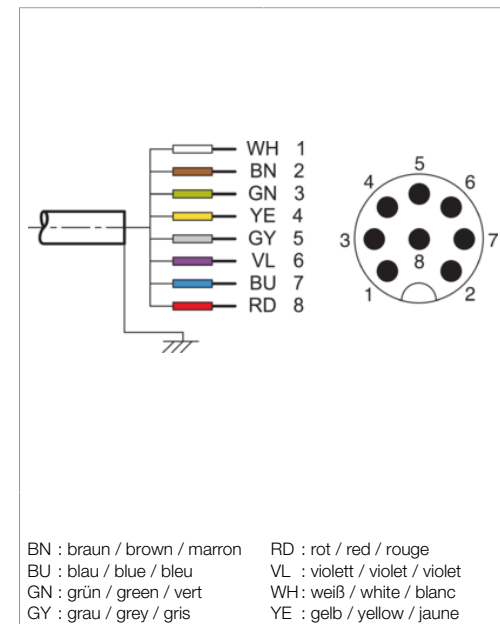 WH 1
BN 2
GN 3
YE 4
GY 5
VL 6
BU 7
RD 8
5
4 6
3 7
8
1 2
BN : braun / brown / marron
BU : blau / blue / bleu
GN : grün / green / vert
GY : grau / grey / gris
RD : rot / red / rouge
VL : violett / violet / violet
WH : weiß / white / blanc
YE : gelb / yellow / jaune